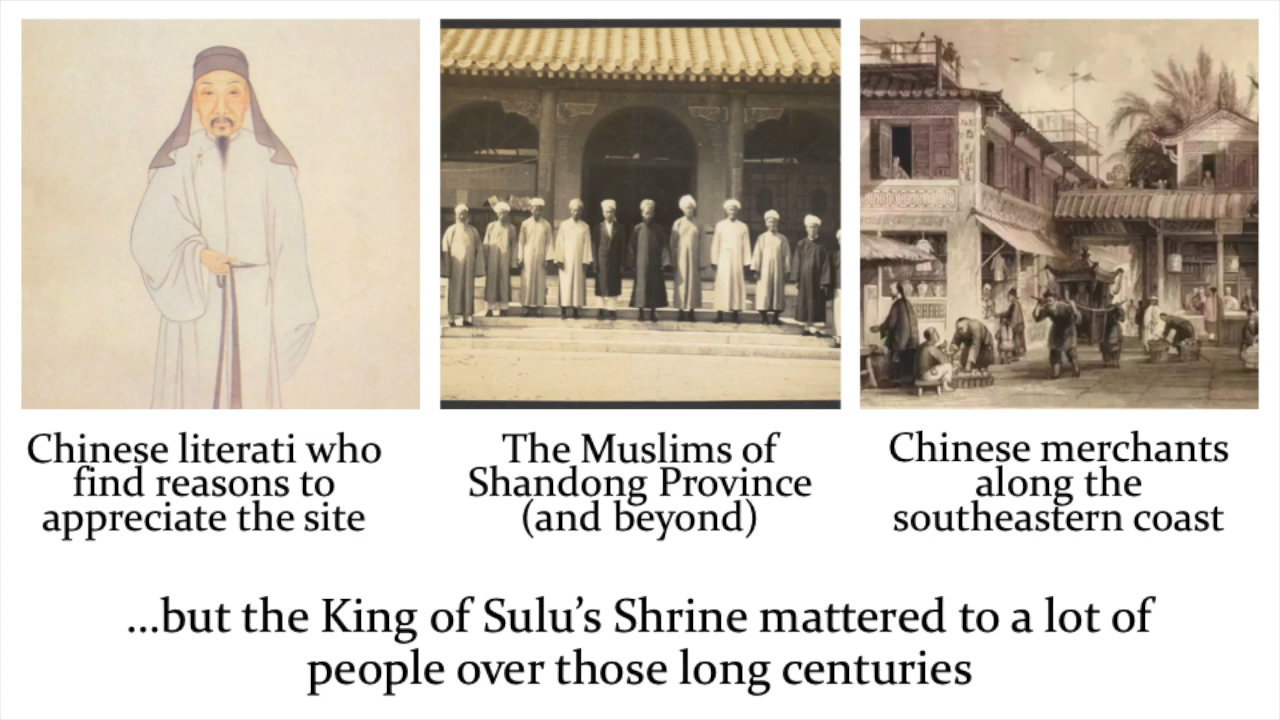 Chinese literati who
find reasons to
appreciate the site
The Muslims of
Shandong Province
(and beyond)
Chinese merchants
along the
southeastern coast
...but the King of Sulu’s Shrine mattered to a lot of
people over those long centuries